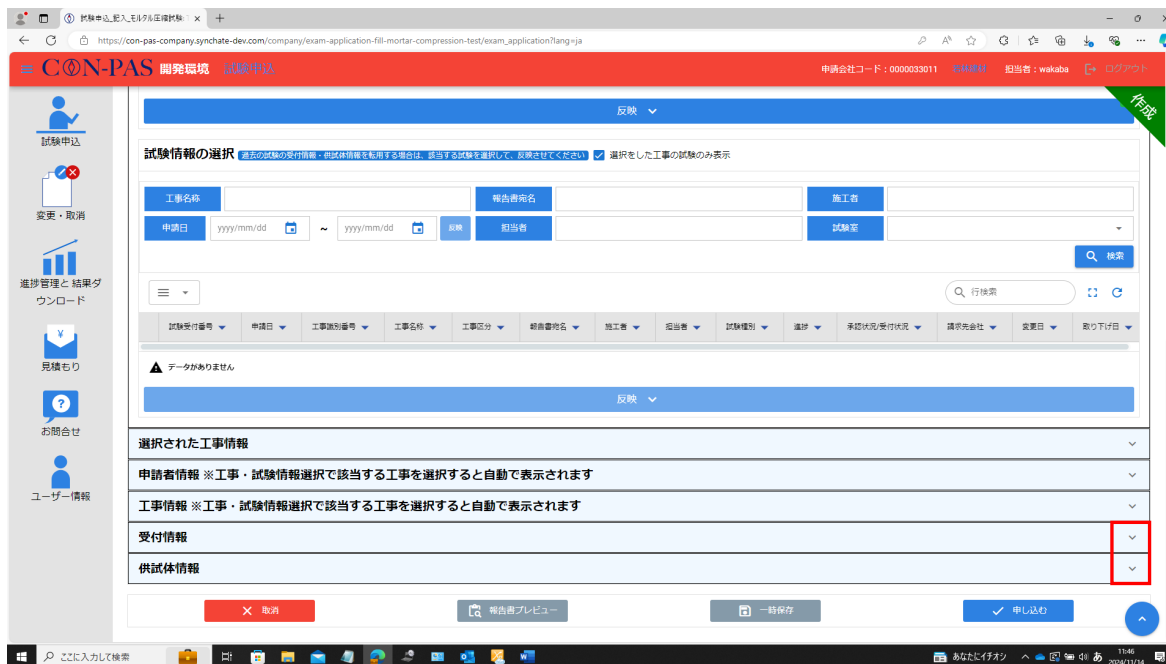 試験申込_記入_モルタル圧縮試験
https://con-pas-company.synchate-dev.com/company/exam-application-fill-mortar-compression-test/exam_application?lang=ja
CON-PAS 開発環境 試験申込 申請会社コード：0000033011 担当者：wakaba ログアウト
作成
試験申込
変更・取消
進捗管理と 結果ダ
ウンロード
見積もり
お問合せ
ユーザー情報
反映
試験情報の選択 過去の試験の受付情報・供試体情報を転用する場合は、該当する試験を選択して、反映させてください 選択をした工事の試験のみ表示
工事名称 報告書宛名 施工者
申請日 yyyy/mm/dd ~ yyyy/mm/dd 反映 担当者 試験室
検索
行検索
試験受付番号 申請日 工事識別番号 工事名称 工事区分 報告書宛名 施工者 担当者 試験種別 進捗 承認状況/受付状況 請求先会社 変更日 取り下げ日
データがありません
反映
選択された工事情報
申請者情報 ※工事・試験情報選択で該当する工事を選択すると自動で表示されます
工事情報 ※工事・試験情報選択で該当する工事を選択すると自動で表示されます
受付情報
供試体情報
取消 報告書プレビュー 一時保存 申し込む
ここに入力して検索 あなたにイチオシ あ 11:46
2024/11/14